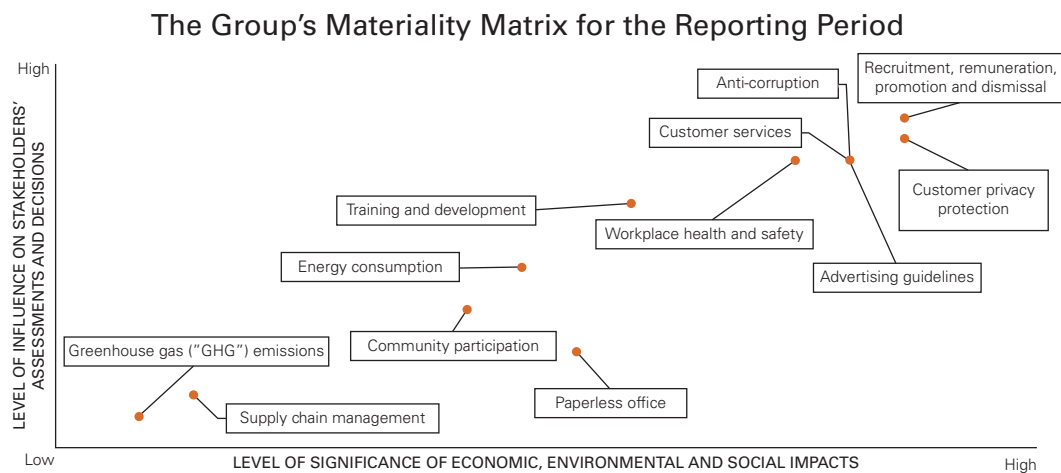 The Group's Materiality Matrix for the Reporting Period
High
Recruitment, remuneration,
promotion and dismissal
Anti-corruption
Customer services
Customer privacy
protection
Training and development
Workplace health and safety
Energy consumption
Advertising guidelines
Community participation
Greenhouse gas ("GHG") emissions
Paperless office
Supply chain management
LEVEL OF INFLUENCE ON STAKEHOLDERS'
ASSESSMENTS AND DECISIONS
Low
LEVEL OF SIGNIFICANCE OF ECONOMIC, ENVIRONMENTAL AND SOCIAL IMPACTS
High